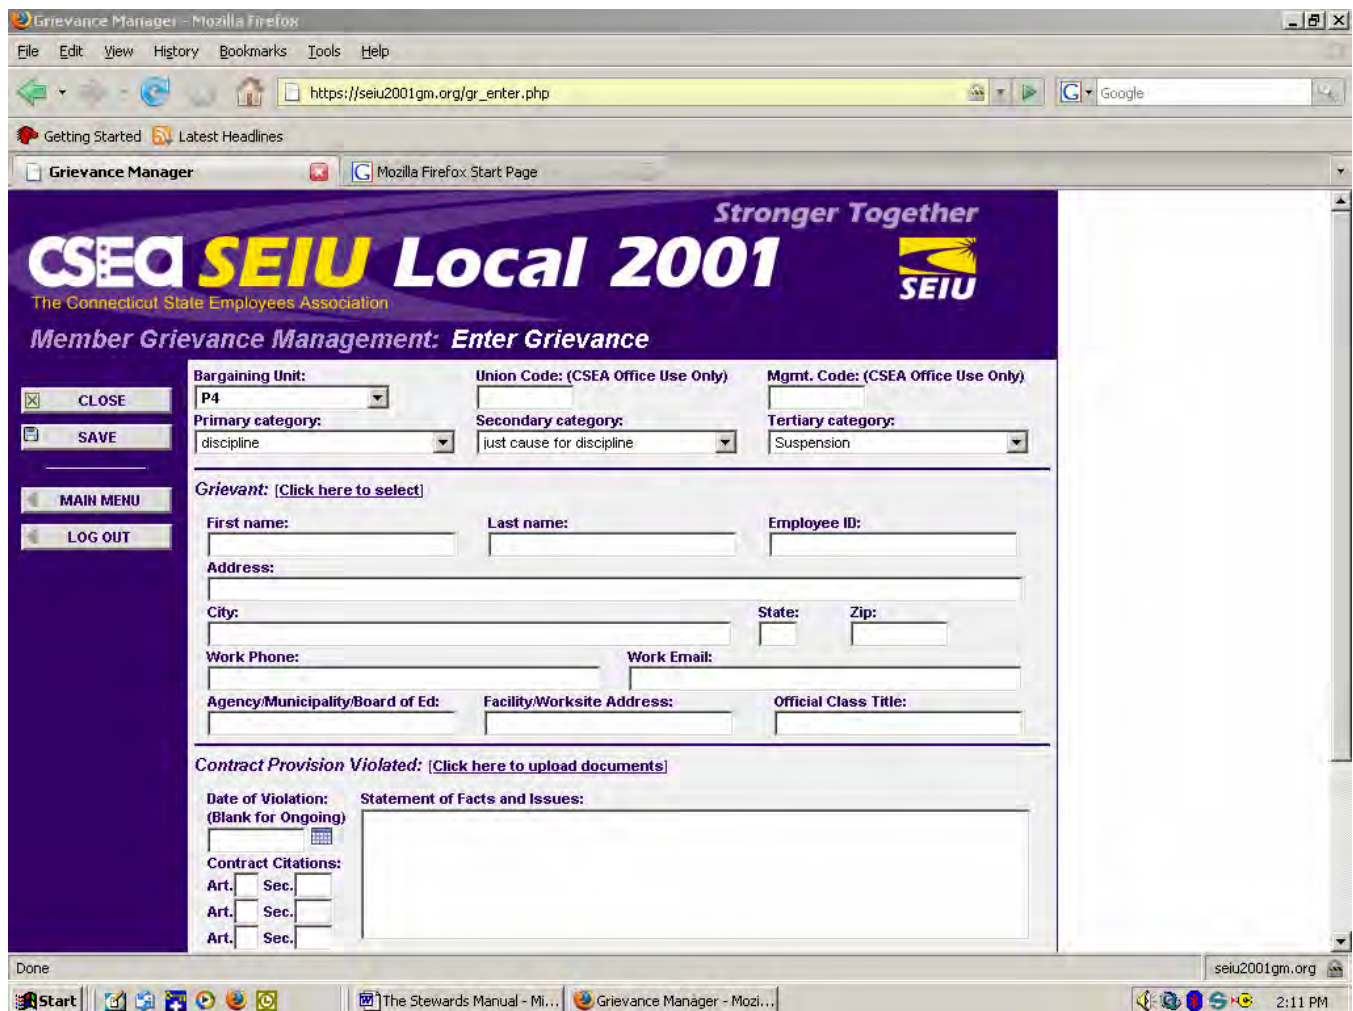 Grievance Manager - Mozilla Firefox
File Edit View History Bookmarks Tools Help
https://seiu2001gm.org/gr_enter.php
G Google
Getting Started Latest Headlines
Grievance Manager
G Mozilla Firefox Start Page
Stronger Together
CSEA SEIU Local 2001
SEIU
The Connecticut State Employees Association
Member Grievance Management: Enter Grievance
CLOSE
SAVE
MAIN MENU
LOG OUT
Bargaining Unit: Union Code: (CSEA Office Use Only) Mgmt. Code: (CSEA Office Use Only)
P4
Primary category: Secondary category: Tertiary category:
discipline just cause for discipline Suspension
Grievant: [Click here to select]
First name: Last name: Employee ID:
Address:
City: State: Zip:
Work Phone: Work Email:
Agency/Municipality/Board of Ed: Facility/Worksite Address: Official Class Title:
Contract Provision Violated: [Click here to upload documents]
Date of Violation: Statement of Facts and Issues:
(Blank for Ongoing)
Contract Citations:
Art. Sec.
Art. Sec.
Art. Sec.
Done seiu2001gm.org
Start The Stewards Manual - Mi... Grievance Manager - Mozi... 2:11 PM